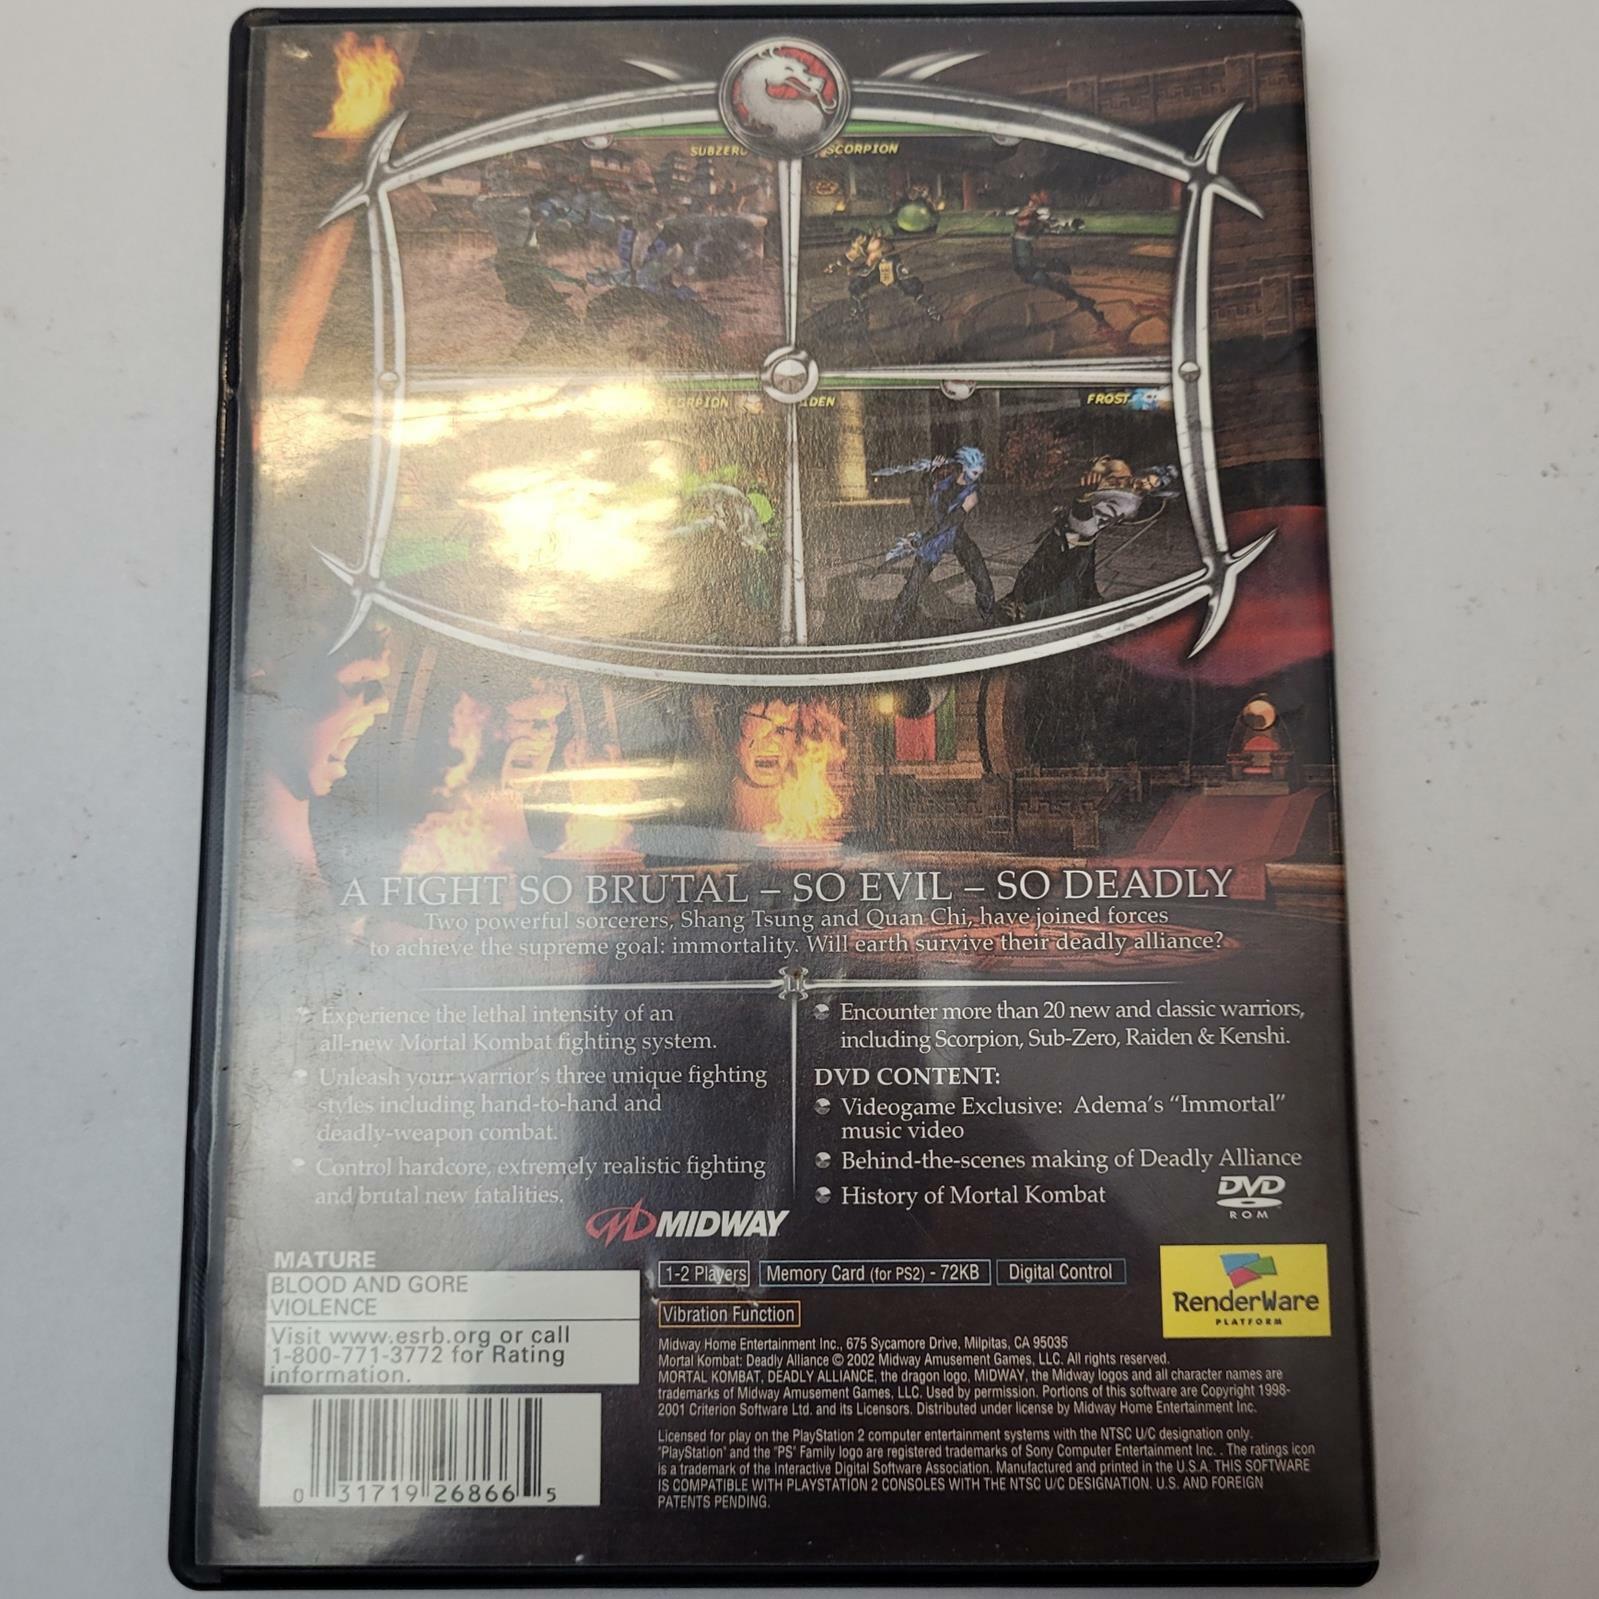 SUBZERO
SCORPION
IDEN
FROST
A FIGHT SO BRUTAL – SO EVIL – SO DEADLY
Two powerful sorcerers, Shang Tsung and Quan Chi, have joined forces
to achieve the supreme goal: immortality. Will earth survive their deadly alliance?
Experience the lethal intensity of an
all-new Mortal Kombat fighting system.
Unleash your warrior's three unique fighting
styles including hand-to-hand and
deadly-weapon combat.
Control hardcore, extremely realistic fighting
and brutal new fatalities.
Encounter more than 20 new and classic warriors,
including Scorpion, Sub-Zero, Raiden & Kenshi.
DVD CONTENT:
Videogame Exclusive: Adema's "Immortal"
music video
Behind-the-scenes making of Deadly Alliance
History of Mortal Kombat
DVD
ROM
MIDWAY
MATURE
BLOOD AND GORE
VIOLENCE
Visit www.esrb.org or call
1-800-771-3772 for Rating
information.
0 31719 26866 5
1-2 Players
Memory Card (for PS2) - 72KB
Digital Control
Vibration Function
RenderWare
PLATFORM
Midway Home Entertainment Inc., 675 Sycamore Drive, Milpitas, CA 95035
Mortal Kombat: Deadly Alliance © 2002 Midway Amusement Games, LLC. All rights reserved.
MORTAL KOMBAT, DEADLY ALLIANCE, the dragon logo, MIDWAY, the Midway logos and all character names are
trademarks of Midway Amusement Games, LLC. Used by permission. Portions of this software are Copyright 1998-
2001 Criterion Software Ltd. and its Licensors. Distributed under license by Midway Home Entertainment Inc.
Licensed for play on the PlayStation 2 computer entertainment systems with the NTSC U/C designation only.
"PlayStation" and the "PS" Family logo are registered trademarks of Sony Computer Entertainment Inc. . The ratings icon
is a trademark of the Interactive Digital Software Association. Manufactured and printed in the U.S.A. THIS SOFTWARE
IS COMPATIBLE WITH PLAYSTATION 2 CONSOLES WITH THE NTSC U/C DESIGNATION. U.S. AND FOREIGN
PATENTS PENDING.